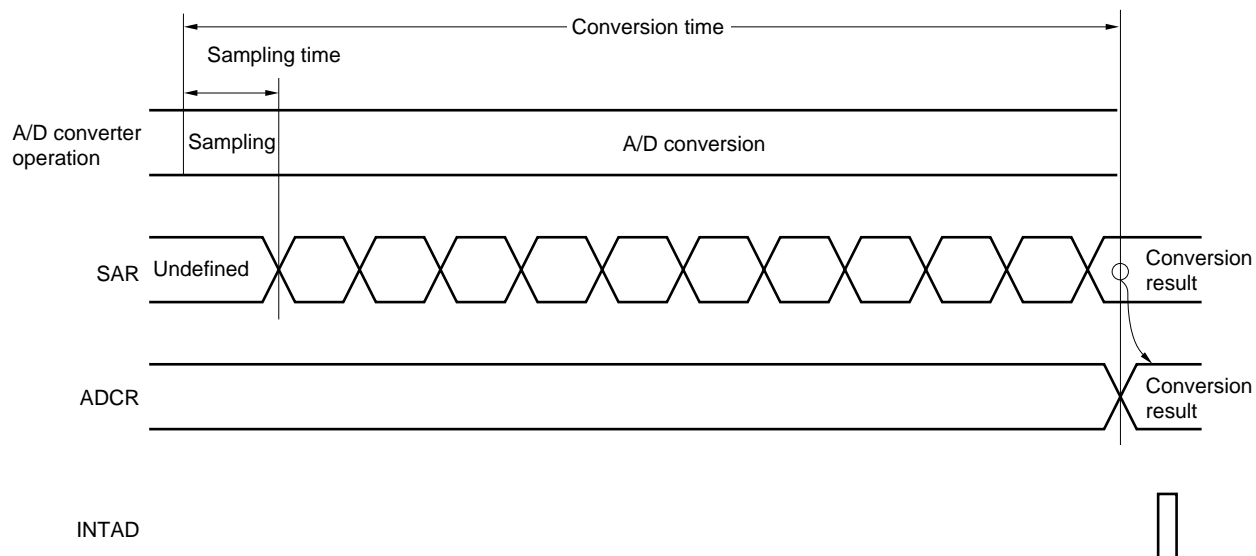 Conversion time
Sampling time
A/D converter
operation
Sampling
A/D conversion
SAR
Undefined
Conversion
result
ADCR
Conversion
result
INTAD